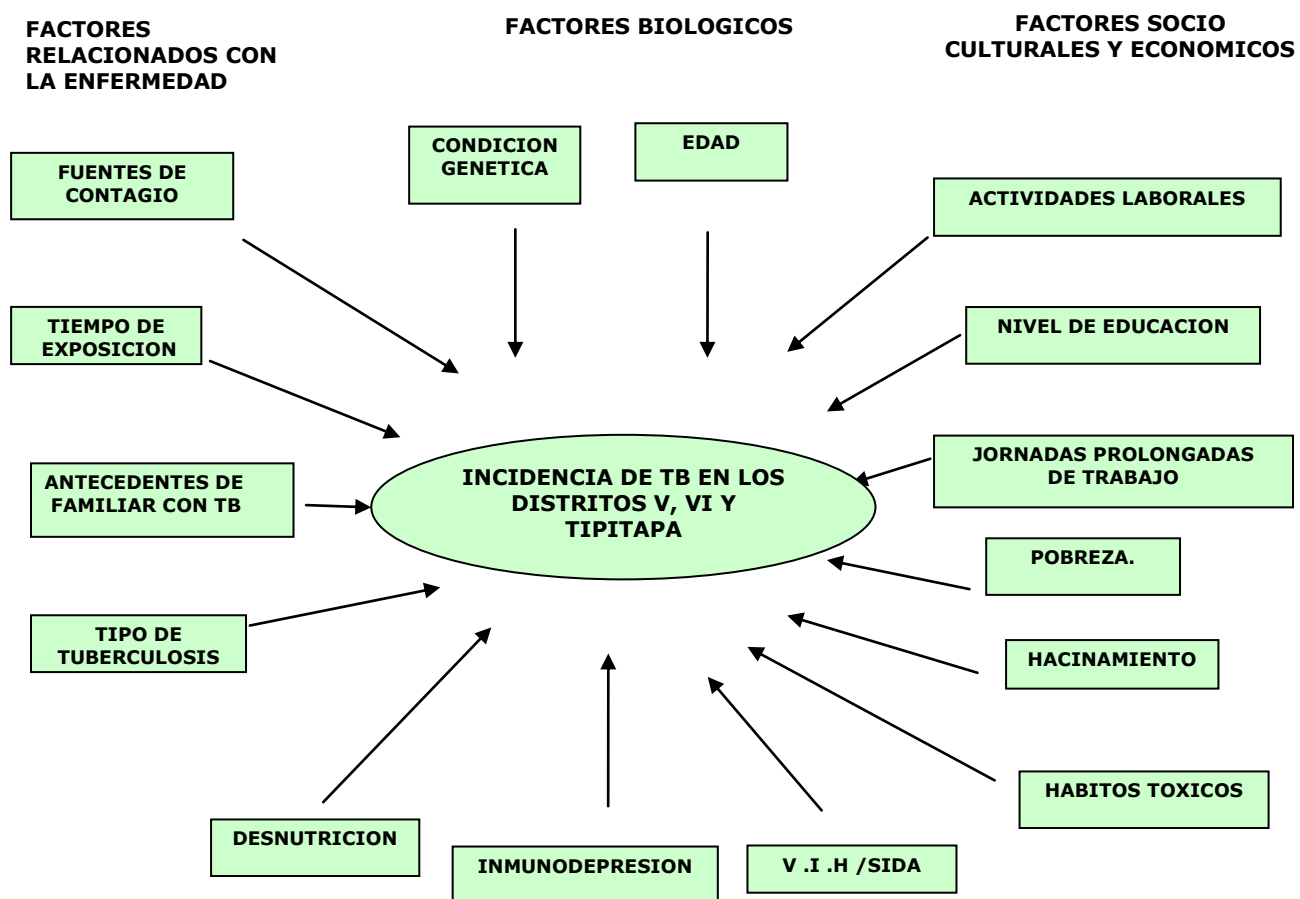 FACTORES
RELACIONADOS CON
LA ENFERMEDAD
FACTORES BIOLOGICOS
FACTORES SOCIO
CULTURALES Y ECONOMICOS
FUENTES DE
CONTAGIO
CONDICION
GENETICA
EDAD
ACTIVIDADES LABORALES
TIEMPO DE
EXPOSICION
NIVEL DE EDUCACION
ANTECEDENTES DE
FAMILIAR CON TB
INCIDENCIA DE TB EN LOS
DISTRITOS V, VI Y
TIPITAPA
JORNADAS PROLONGADAS
DE TRABAJO
POBREZA.
TIPO DE
TUBERCULOSIS
HACINAMIENTO
HABITOS TOXICOS
DESNUTRICION
INMUNODEPRESION
V .I .H /SIDA